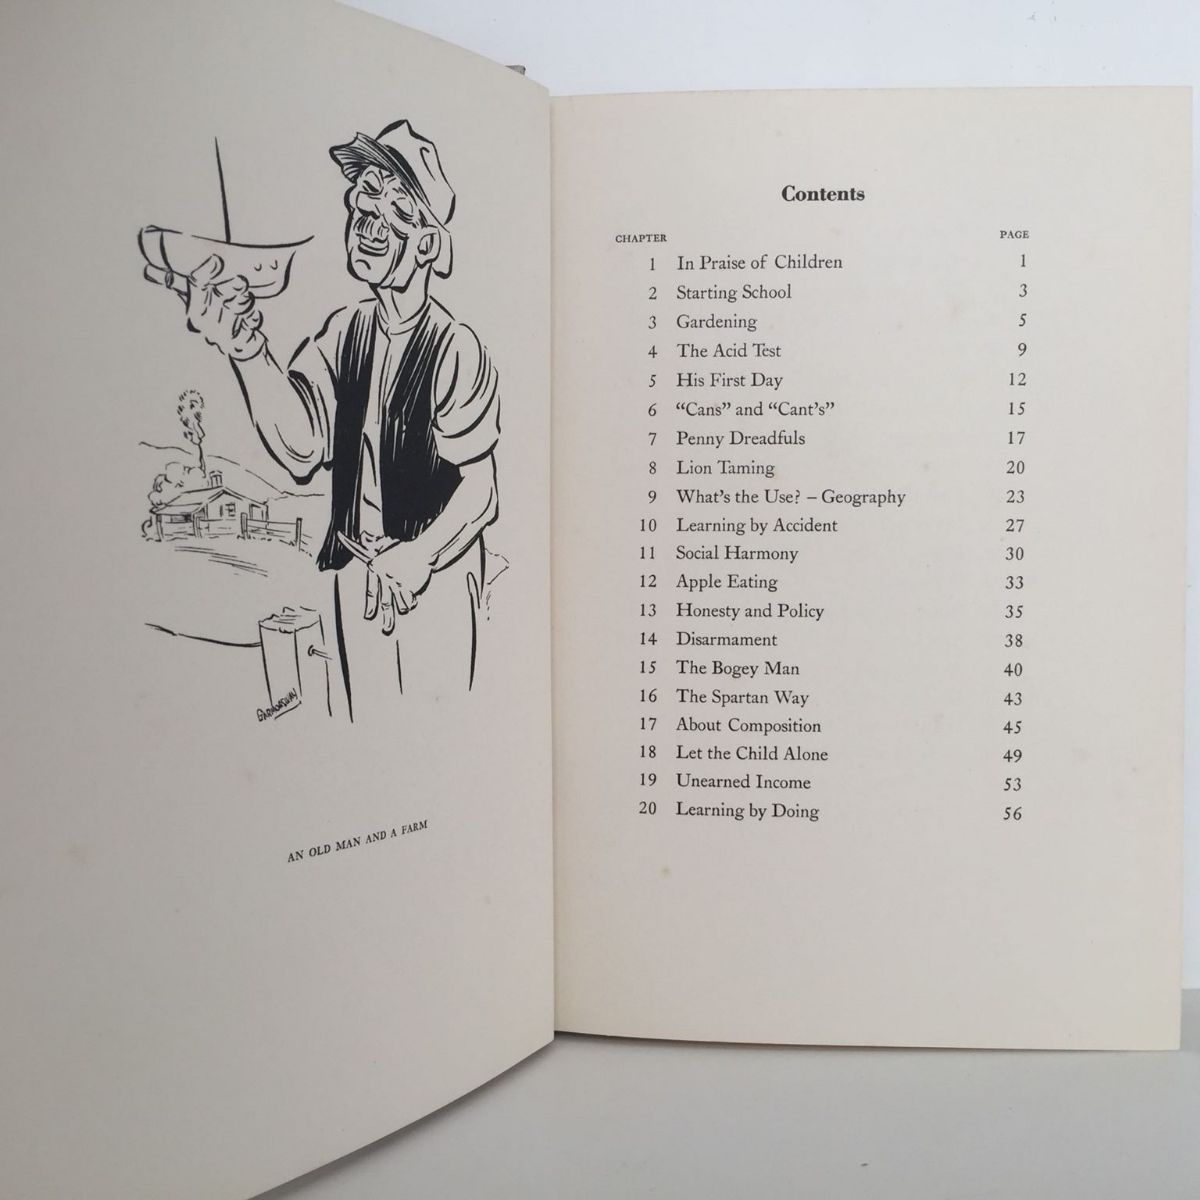 GARMONSWAY
AN OLD MAN AND A FARM
Contents
CHAPTER PAGE
1 In Praise of Children 1
2 Starting School 3
3 Gardening 5
4 The Acid Test 9
5 His First Day 12
6 “Cans” and “Cant’s” 15
7 Penny Dreadfuls 17
8 Lion Taming 20
9 What’s the Use? – Geography 23
10 Learning by Accident 27
11 Social Harmony 30
12 Apple Eating 33
13 Honesty and Policy 35
14 Disarmament 38
15 The Bogey Man 40
16 The Spartan Way 43
17 About Composition 45
18 Let the Child Alone 49
19 Unearned Income 53
20 Learning by Doing 56